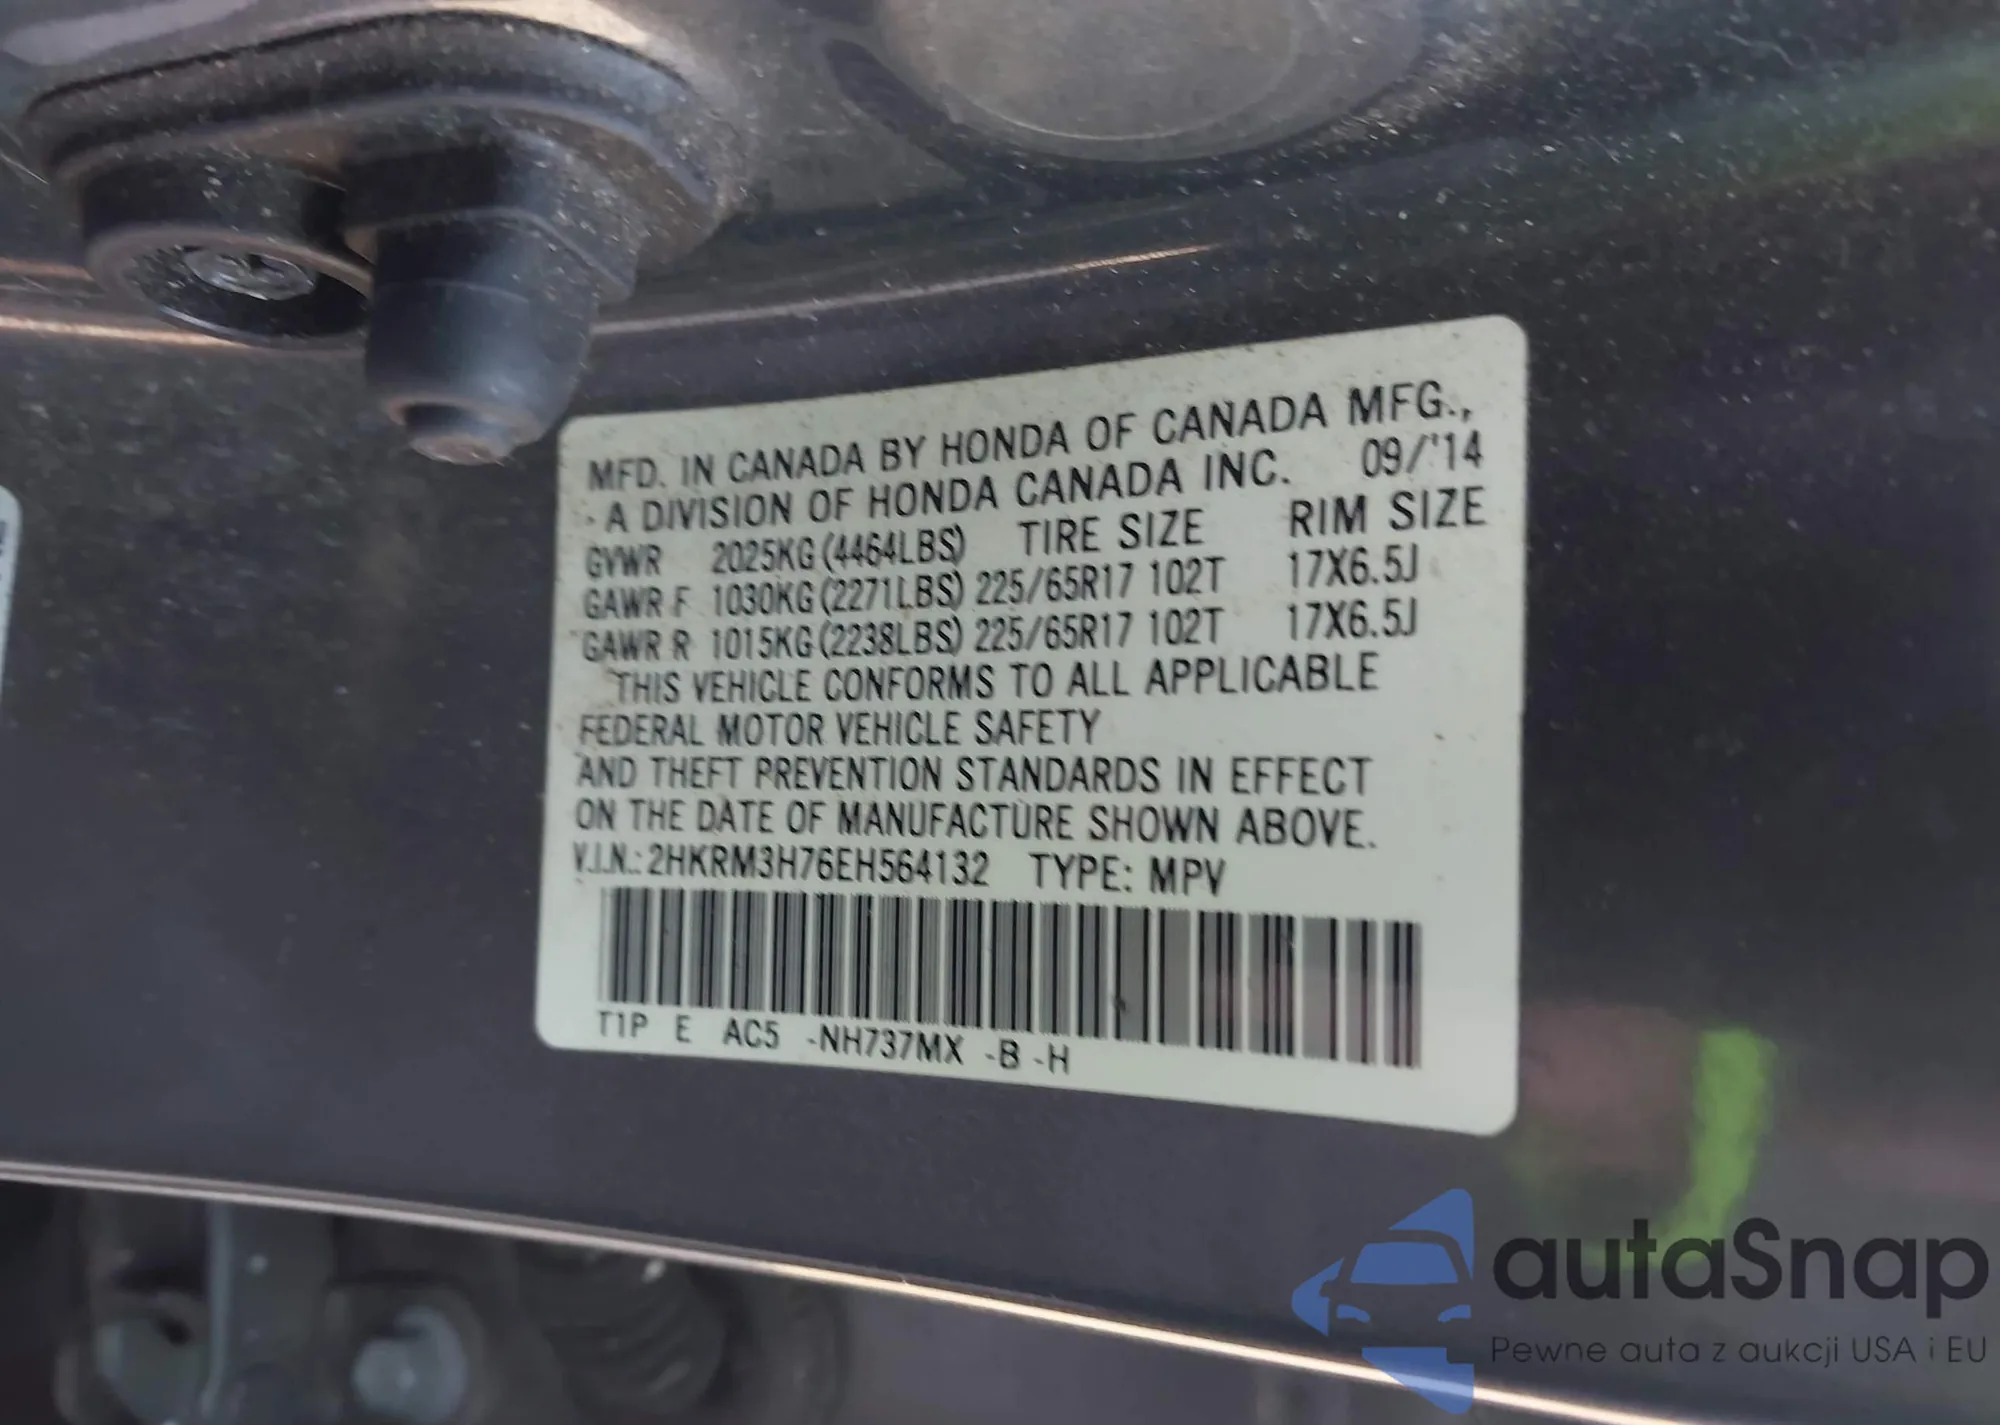 MFD. IN CANADA BY HONDA OF CANADA MFG.,
A DIVISION OF HONDA CANADA INC. 09/'14
GVWR 2025KG (4464LBS) TIRE SIZE RIM SIZE
GAWR F 1030KG (2271LBS) 225/65R17 102T 17X6.5J
GAWR R 1015KG (2238LBS) 225/65R17 102T 17X6.5J
THIS VEHICLE CONFORMS TO ALL APPLICABLE
FEDERAL MOTOR VEHICLE SAFETY
AND THEFT PREVENTION STANDARDS IN EFFECT
ON THE DATE OF MANUFACTURE SHOWN ABOVE.
V.I.N.: 2HKRM3H76EH564132 TYPE: MPV
T1P E AC5 -NH737MX -B -H
autoSnap
Pewne auta z aukcji USA i EU